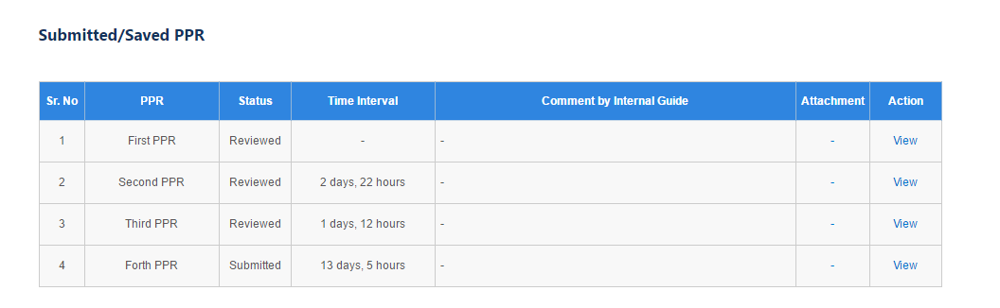 Submitted/Saved PPR
Sr. No PPR Status Time Interval Comment by Internal Guide Attachment Action
1 First PPR Reviewed - - - View
2 Second PPR Reviewed 2 days, 22 hours - - View
3 Third PPR Reviewed 1 days, 12 hours - - View
4 Forth PPR Submitted 13 days, 5 hours - - View